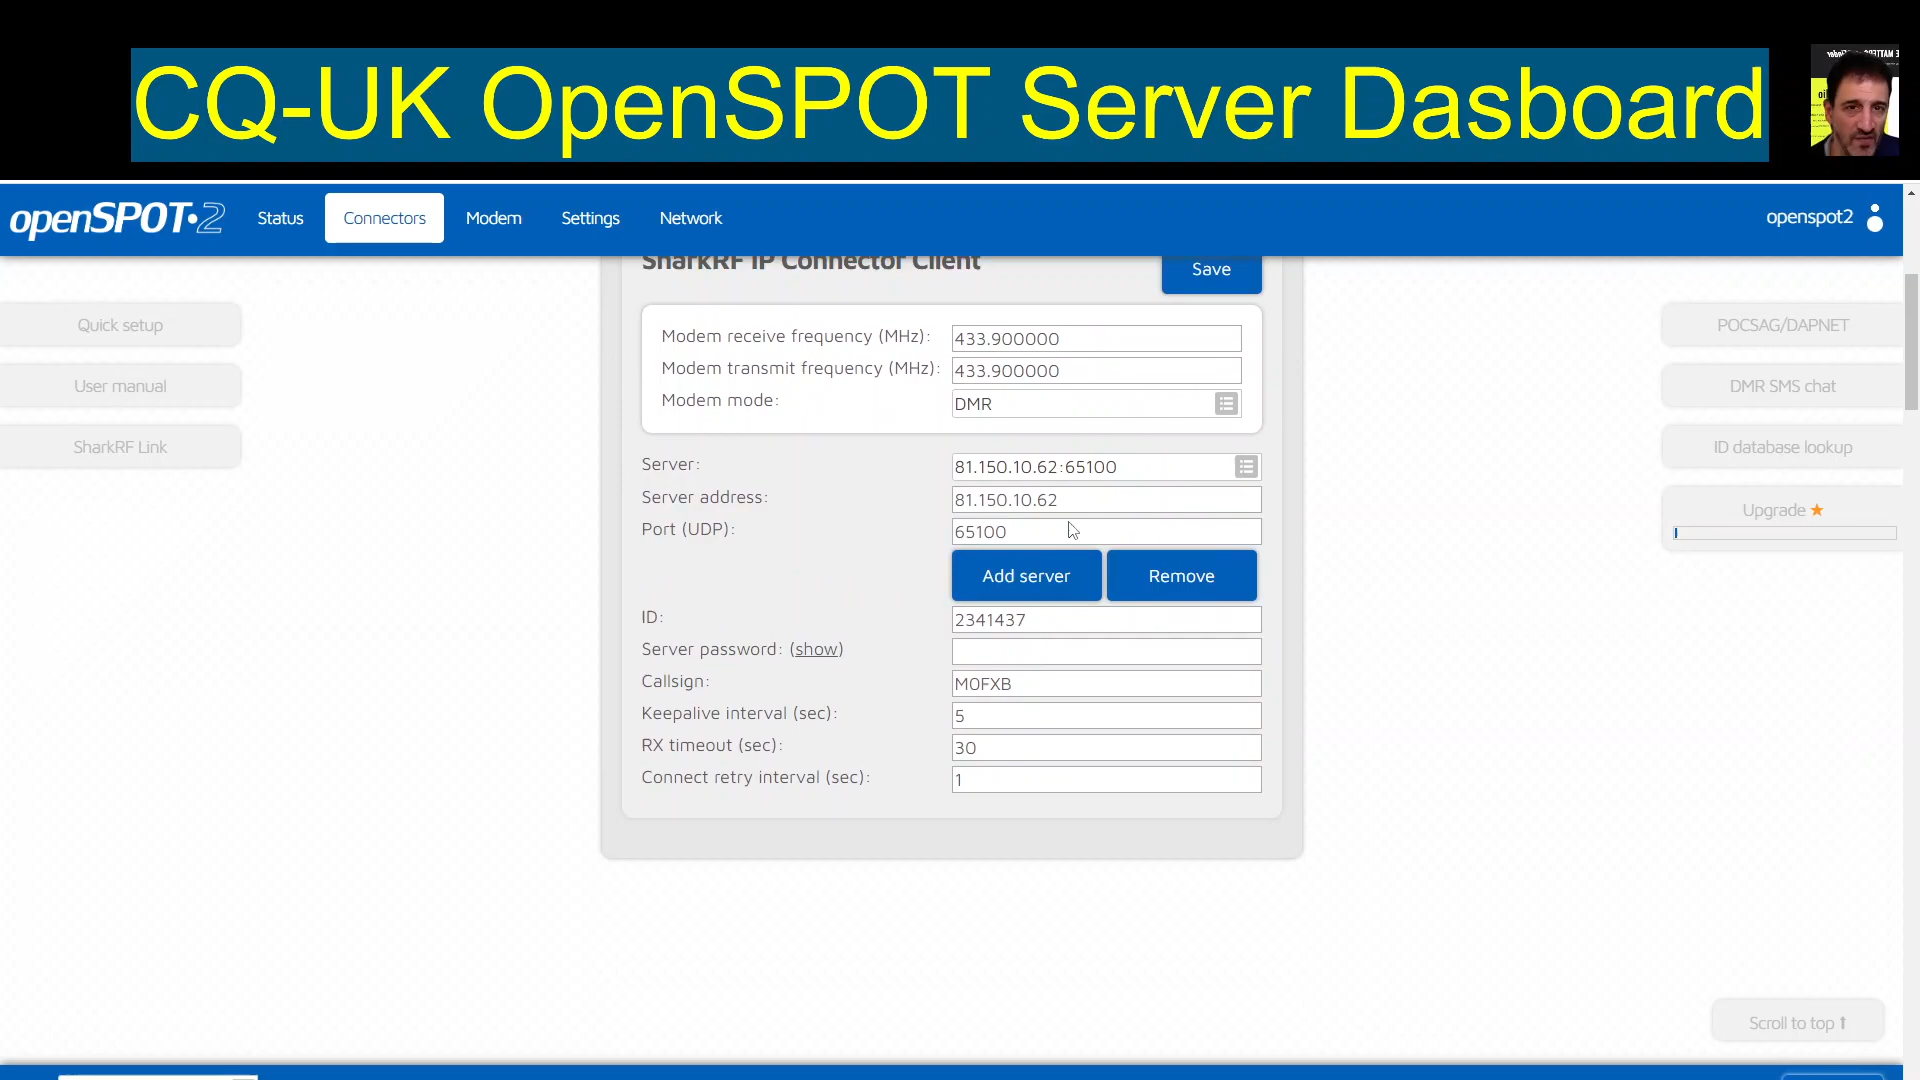 CQ-UK OpenSPOT Server Dasboard
openSPOT•2
Status
Connectors
Modem
Settings
Network
openspot2
SharkRF IP Connector Client
Save
Quick setup
User manual
SharkRF Link
Modem receive frequency (MHz): 433.900000
Modem transmit frequency (MHz): 433.900000
Modem mode: DMR
Server: 81.150.10.62:65100
Server address: 81.150.10.62
Port (UDP): 65100
Add server
Remove
ID: 2341437
Server password: (show)
Callsign: M0FXB
Keepalive interval (sec): 5
RX timeout (sec): 30
Connect retry interval (sec): 1
POCSAG/DAPNET
DMR SMS chat
ID database lookup
Upgrade ★
Scroll to top ⬆